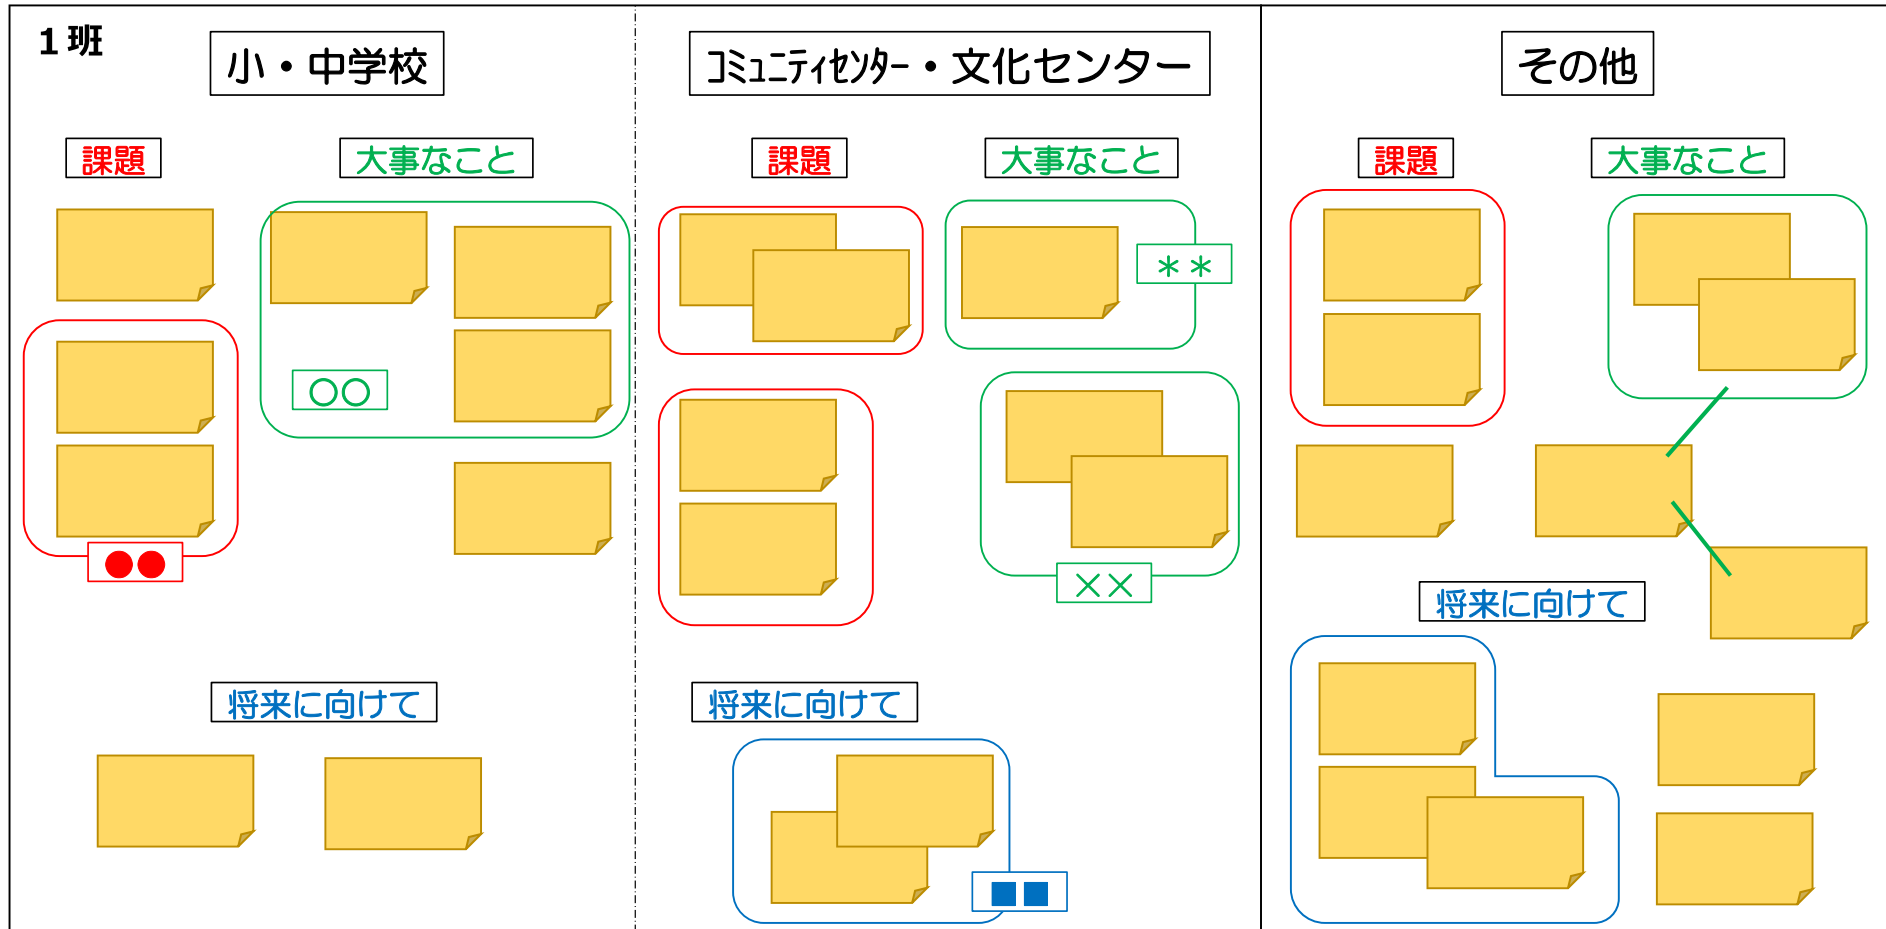 1班
小・中学校
課題
大事なこと
○○
●●
将来に向けて
ｺﾐｭﾆﾃｨｾﾝﾀｰ・文化センター
課題
大事なこと
＊＊
××
将来に向けて
■■
その他
課題
大事なこと
将来に向けて